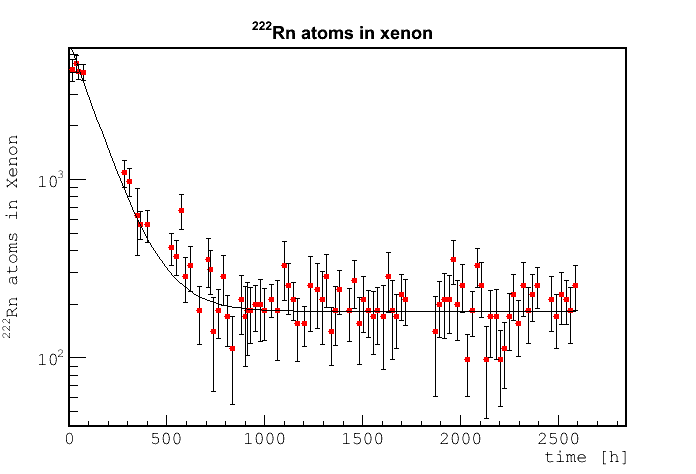 ²²²Rn atoms in xenon
²²²Rn atoms in Xenon
10³
10²
0 500 1000 1500 2000 2500
time [h]